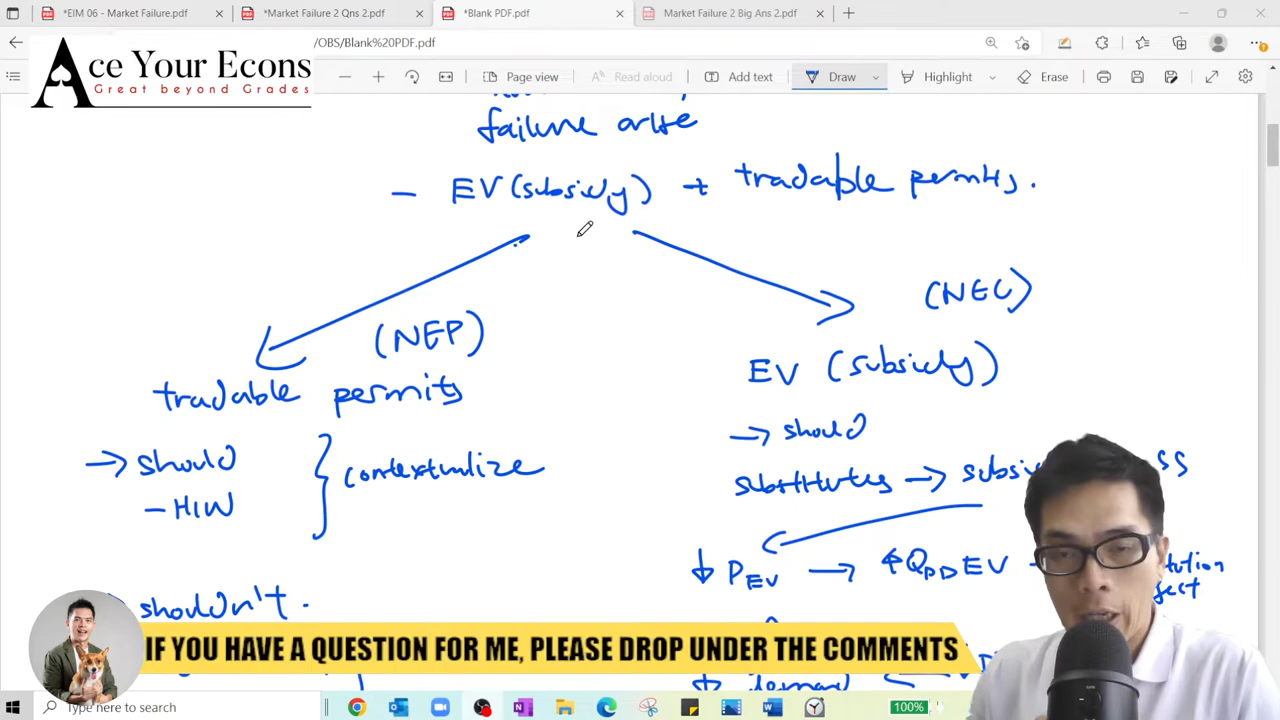 *EIM 06 - Market Failure.pdf
*Market Failure 2 Qns 2.pdf
*Blank PDF.pdf
Market Failure 2 Big Ans 2.pdf
/OBS/Blank%20PDF.pdf
Ace Your Econs
Great beyond Grades
Page view
Read aloud
Add text
Draw
Highlight
Erase
failure arise
- EV (subsidy) + tradable permits.
(NEP)
(NEC)
tradable permits
EV (subsidy)
→ should
- HIW
contextualize
→ should
substitutes →
↓ PEV → ↑ QDD EV
shouldn't.
IF YOU HAVE A QUESTION FOR ME, PLEASE DROP UNDER THE COMMENTS
↓ demand
Type here to search
100%